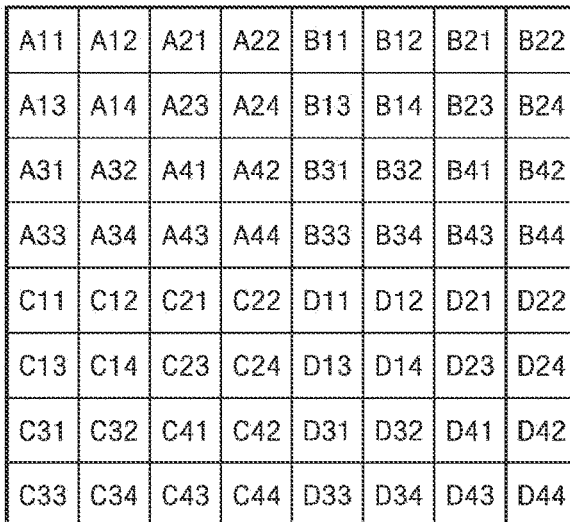 A11 A12 A21 A22 B11 B12 B21 B22
A13 A14 A23 A24 B13 B14 B23 B24
A31 A32 A41 A42 B31 B32 B41 B42
A33 A34 A43 A44 B33 B34 B43 B44
C11 C12 C21 C22 D11 D12 D21 D22
C13 C14 C23 C24 D13 D14 D23 D24
C31 C32 C41 C42 D31 D32 D41 D42
C33 C34 C43 C44 D33 D34 D43 D44